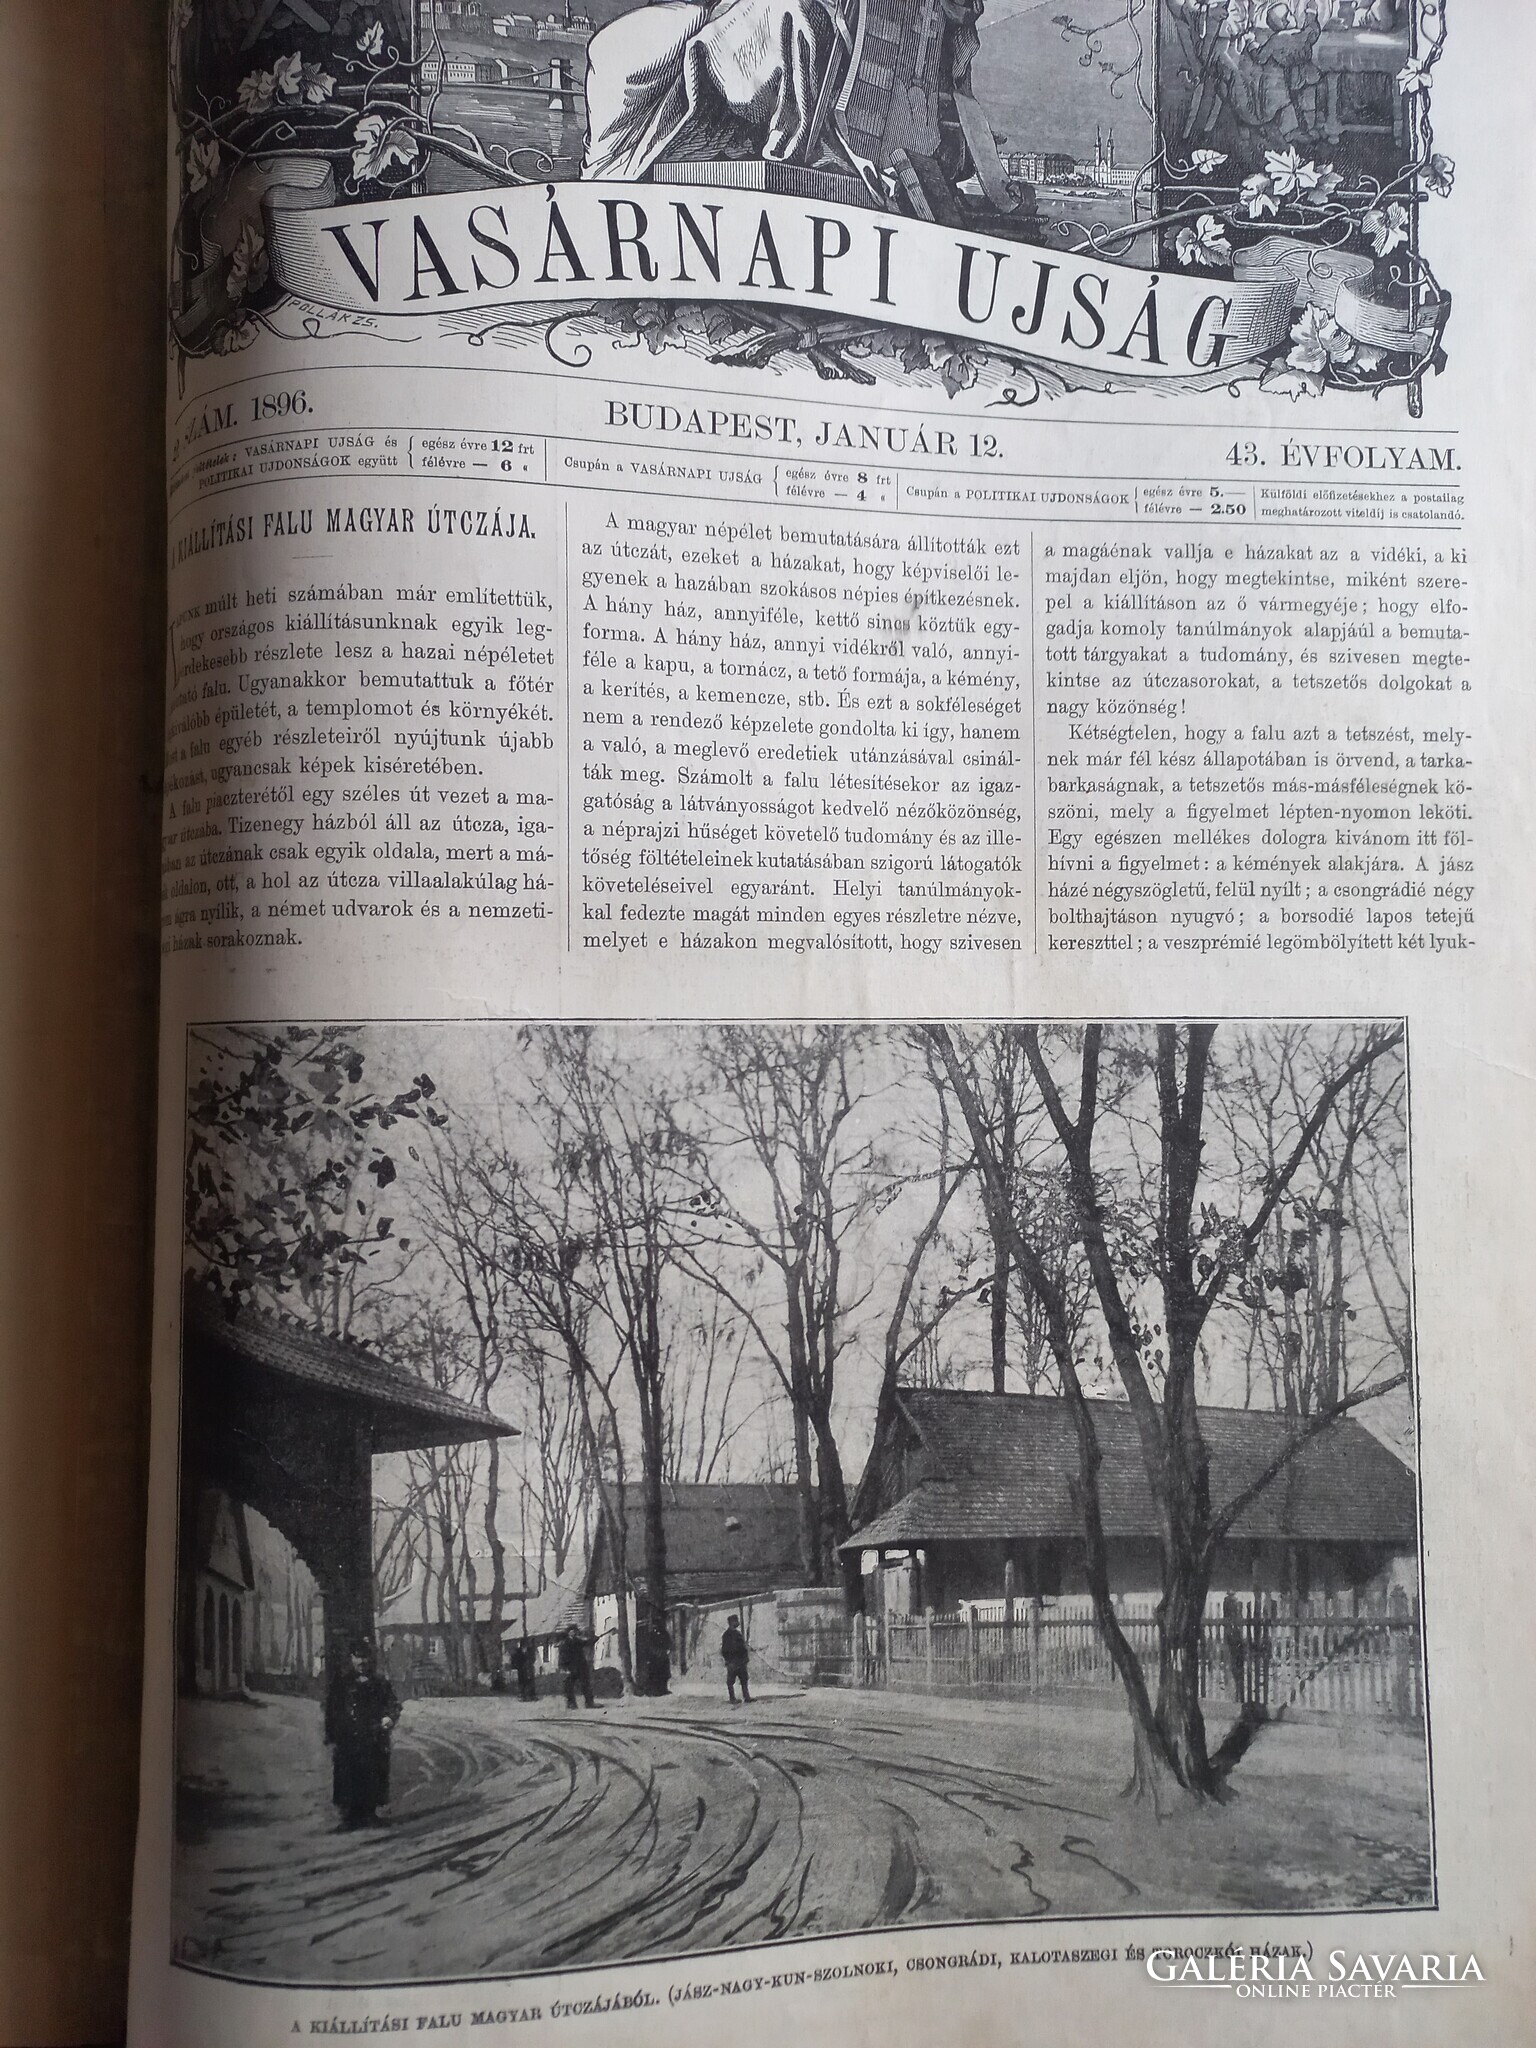 VASÁRNAPI UJSÁG
POLLÁK ZS.
SZÁM. 1896.
BUDAPEST, JANUÁR 12.
43. ÉVFOLYAM.
VASÁRNAPI UJSÁG és
POLITIKAI UJDONSÁGOK együtt
egész évre 12 frt
félévre — 6 «
Csupán a VASÁRNAPI UJSÁG
egész évre 8 frt
félévre — 4 «
Csupán a POLITIKAI UJDONSÁGOK
egész évre 5.—
félévre — 2.50
Külföldi előfizetésekhez a postailag
meghatározott viteldíj is csatolandó.
A KIÁLLÍTÁSI FALU MAGYAR ÚTCZÁJA.
múlt heti számában már említettük,
hogy országos kiállításunknak egyik leg-
érdekesebb részlete lesz a hazai népéletet
falu. Ugyanakkor bemutattuk a főtér
épületét, a templomot és környékét.
a falu egyéb részleteiről nyújtunk újabb
ugyancsak képek kiséretében.
A falu piaczterétől egy széles út vezet a ma-
gyar útczába. Tizenegy házból áll az útcza, iga-
az útczának csak egyik oldala, mert a má-
oldalon, ott, a hol az útcza villaalakúlag há-
rom ágra nyílik, a német udvarok és a nemzeti-
házak sorakoznak.
A magyar népélet bemutatására állították ezt
az útczát, ezeket a házakat, hogy képviselői le-
gyenek a hazában szokásos népies építkezésnek.
A hány ház, annyiféle, kettő sincs köztük egy-
forma. A hány ház, annyi vidékről való, annyi-
féle a kapu, a tornácz, a tető formája, a kémény,
a kerítés, a kemencze, stb. És ezt a sokféleséget
nem a rendező képzelete gondolta ki így, hanem
a való, a meglevő eredetiek utánzásával csinál-
ták meg. Számolt a falu létesítésekor az igaz-
gatóság a látványosságot kedvelő nézőközönség,
a néprajzi hűséget követelő tudomány és az ille-
tőség föltételeinek kutatásában szigorú látogatók
követeléseivel egyaránt. Helyi tanúlmányok-
kal fedezte magát minden egyes részletre nézve,
melyet e házakon megvalósított, hogy szivesen
a magáénak vallja e házakat az a vidéki, a ki
majdan eljön, hogy megtekintse, miként szere-
pel a kiállításon az ő vármegyéje; hogy elfo-
gadja komoly tanúlmányok alapjáúl a bemuta-
tott tárgyakat a tudomány, és szivesen megte-
kintse az útczasorokat, a tetszetős dolgokat a
nagy közönség!
Kétségtelen, hogy a falu azt a tetszést, mely-
nek már fél kész állapotában is örvend, a tarka-
barkaságnak, a tetszetős más-másféleségnek kö-
szöni, mely a figyelmet lépten-nyomon leköti.
Egy egészen mellékes dologra kivánom itt föl-
hívni a figyelmet: a kémények alakjára. A jász
házé négyszögletű, felül nyílt; a csongrádié négy
bolthajtáson nyugvó; a borsodié lapos tetejű
kereszttel; a veszprémié legömbölyített két lyuk-
A KIÁLLÍTÁSI FALU MAGYAR ÚTCZÁJÁBÓL. (JÁSZ-NAGY-KUN-SZOLNOKI, CSONGRÁDI, KALOTASZEGI ÉS TOROCZKÓI HÁZAK.)
GALÉRIA SAVARIA
ONLINE PIACTÉR